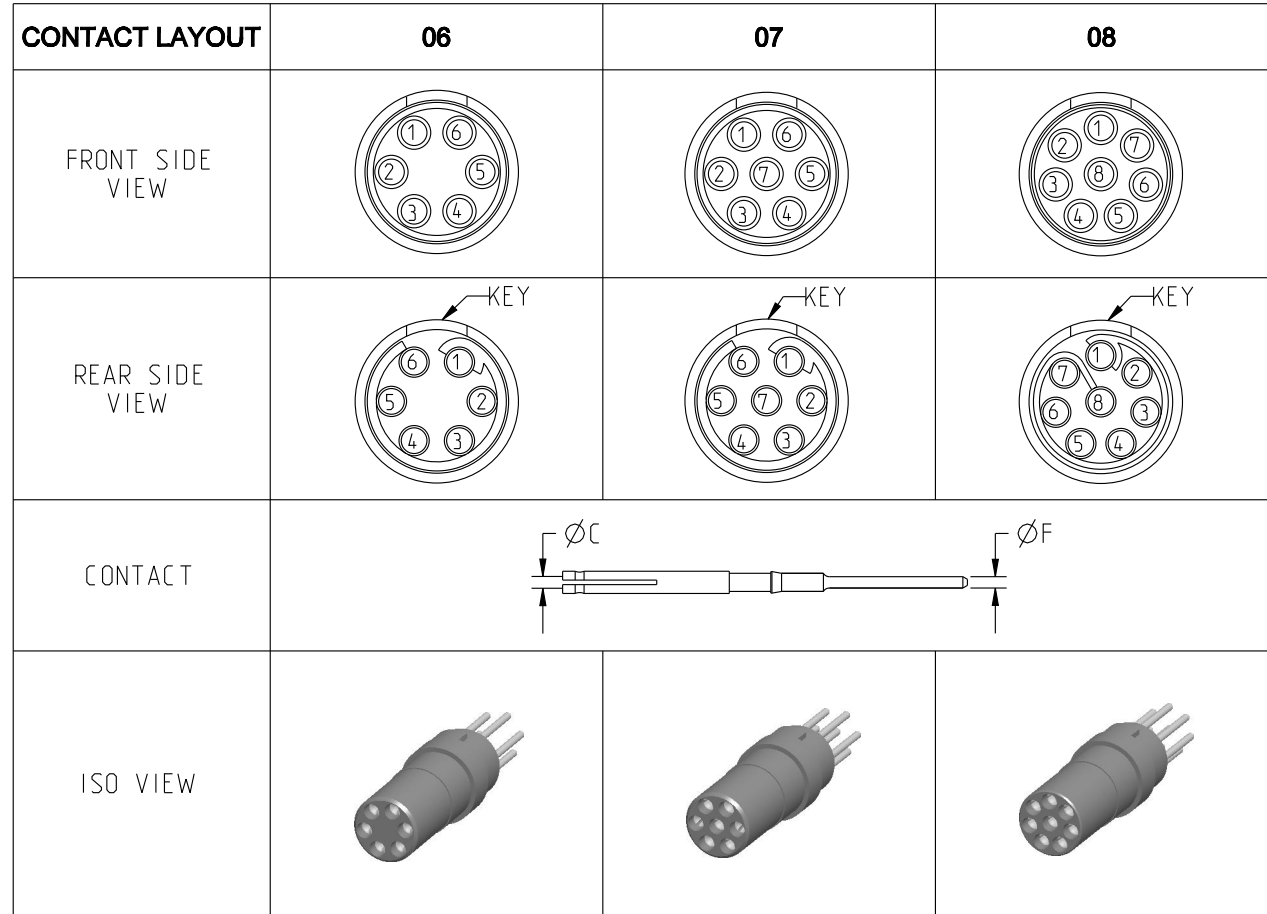 CONTACT LAYOUT 06 07 08
FRONT SIDE
VIEW
1 6
2 5
3 4
1 6
2 7 5
3 4
1
2 7
8
3 6
4 5
REAR SIDE
VIEW
KEY
6 1
5 2
4 3
KEY
6 1
5 7 2
4 3
KEY
1
7 2
8
6 3
5 4
CONTACT
ØC
ØF
ISO VIEW